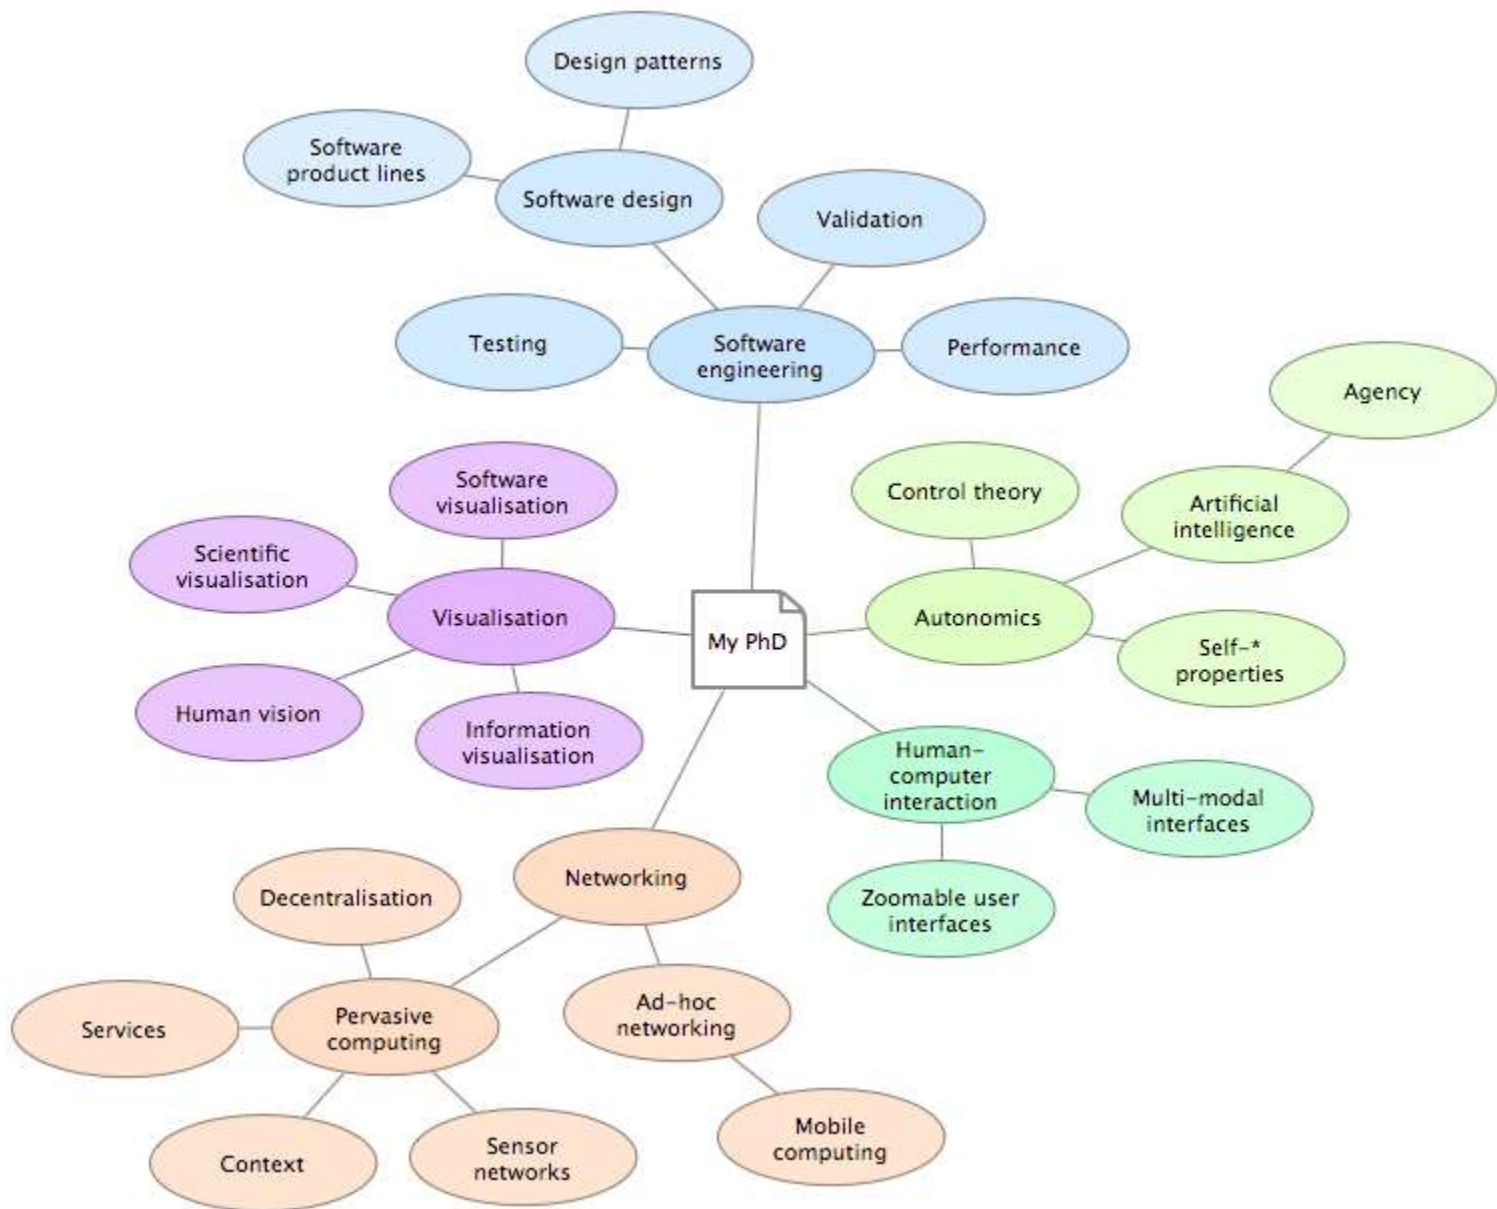 Design patterns
Software
product lines
Software design
Validation
Testing
Software
engineering
Performance
Agency
Software
visualisation
Control theory
Artificial
intelligence
Scientific
visualisation
Visualisation
My PhD
Autonomics
Self-*
properties
Human vision
Information
visualisation
Human-
computer
interaction
Multi-modal
interfaces
Networking
Decentralisation
Zoomable user
interfaces
Services
Pervasive
computing
Ad-hoc
networking
Context
Sensor
networks
Mobile
computing